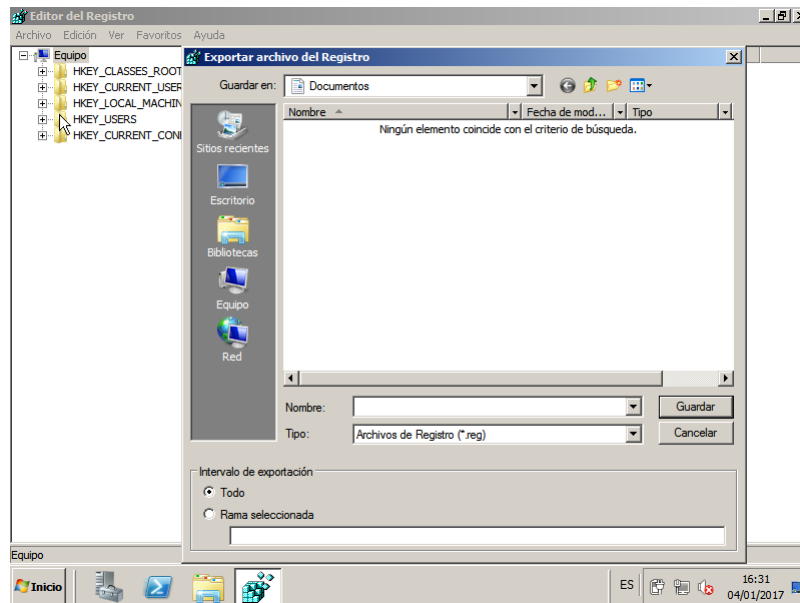 Editor del Registro
Archivo Edición Ver Favoritos Ayuda
Equipo
HKEY_CLASSES_ROOT
HKEY_CURRENT_USER
HKEY_LOCAL_MACHIN
HKEY_USERS
HKEY_CURRENT_CON
Exportar archivo del Registro
Guardar en: Documentos
Nombre Fecha de mod... Tipo
Ningún elemento coincide con el criterio de búsqueda.
Sitios recientes
Escritorio
Bibliotecas
Equipo
Red
Nombre: Guardar
Tipo: Archivos de Registro (*.reg) Cancelar
Intervalo de exportación
Todo
Rama seleccionada
Equipo
Inicio ES 16:31
04/01/2017